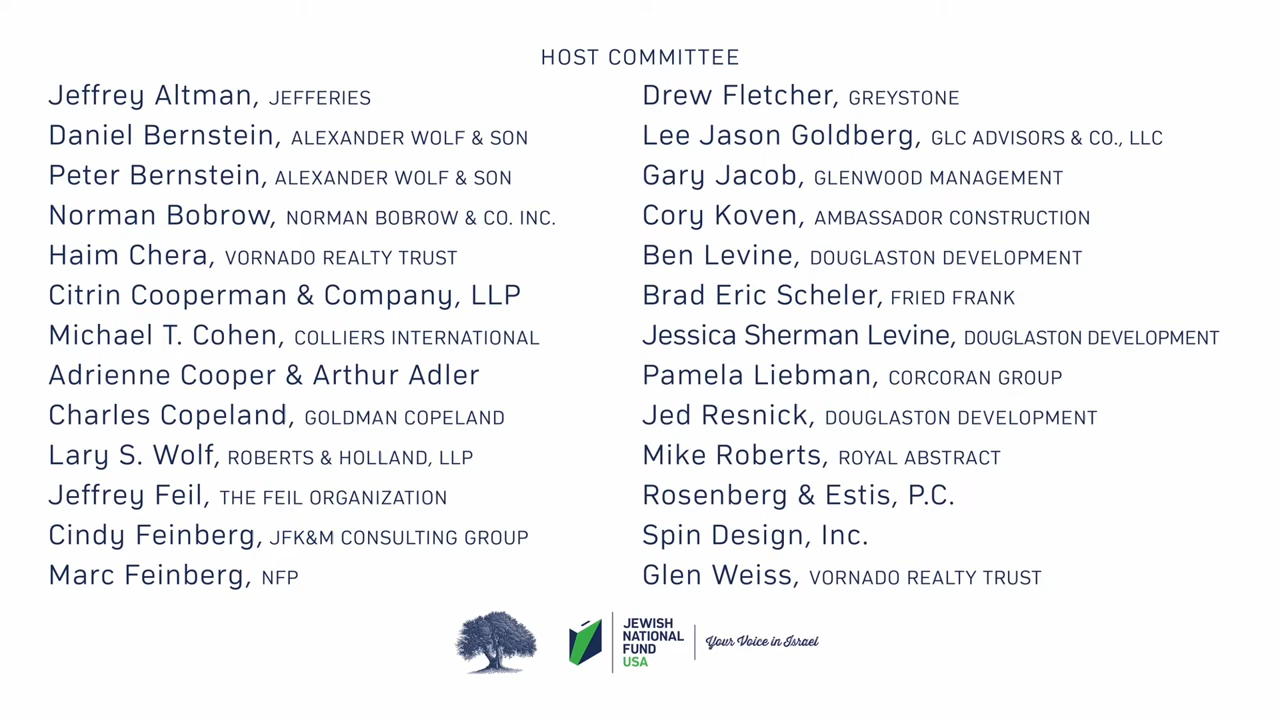 HOST COMMITTEE
Jeffrey Altman, JEFFERIES
Daniel Bernstein, ALEXANDER WOLF & SON
Peter Bernstein, ALEXANDER WOLF & SON
Norman Bobrow, NORMAN BOBROW & CO. INC.
Haim Chera, VORNADO REALTY TRUST
Citrin Cooperman & Company, LLP
Michael T. Cohen, COLLIERS INTERNATIONAL
Adrienne Cooper & Arthur Adler
Charles Copeland, GOLDMAN COPELAND
Lary S. Wolf, ROBERTS & HOLLAND, LLP
Jeffrey Feil, THE FEIL ORGANIZATION
Cindy Feinberg, JFK&M CONSULTING GROUP
Marc Feinberg, NFP
Drew Fletcher, GREYSTONE
Lee Jason Goldberg, GLC ADVISORS & CO., LLC
Gary Jacob, GLENWOOD MANAGEMENT
Cory Koven, AMBASSADOR CONSTRUCTION
Ben Levine, DOUGLASTON DEVELOPMENT
Brad Eric Scheler, FRIED FRANK
Jessica Sherman Levine, DOUGLASTON DEVELOPMENT
Pamela Liebman, CORCORAN GROUP
Jed Resnick, DOUGLASTON DEVELOPMENT
Mike Roberts, ROYAL ABSTRACT
Rosenberg & Estis, P.C.
Spin Design, Inc.
Glen Weiss, VORNADO REALTY TRUST
JEWISH
NATIONAL
FUND
USA
Your Voice in Israel